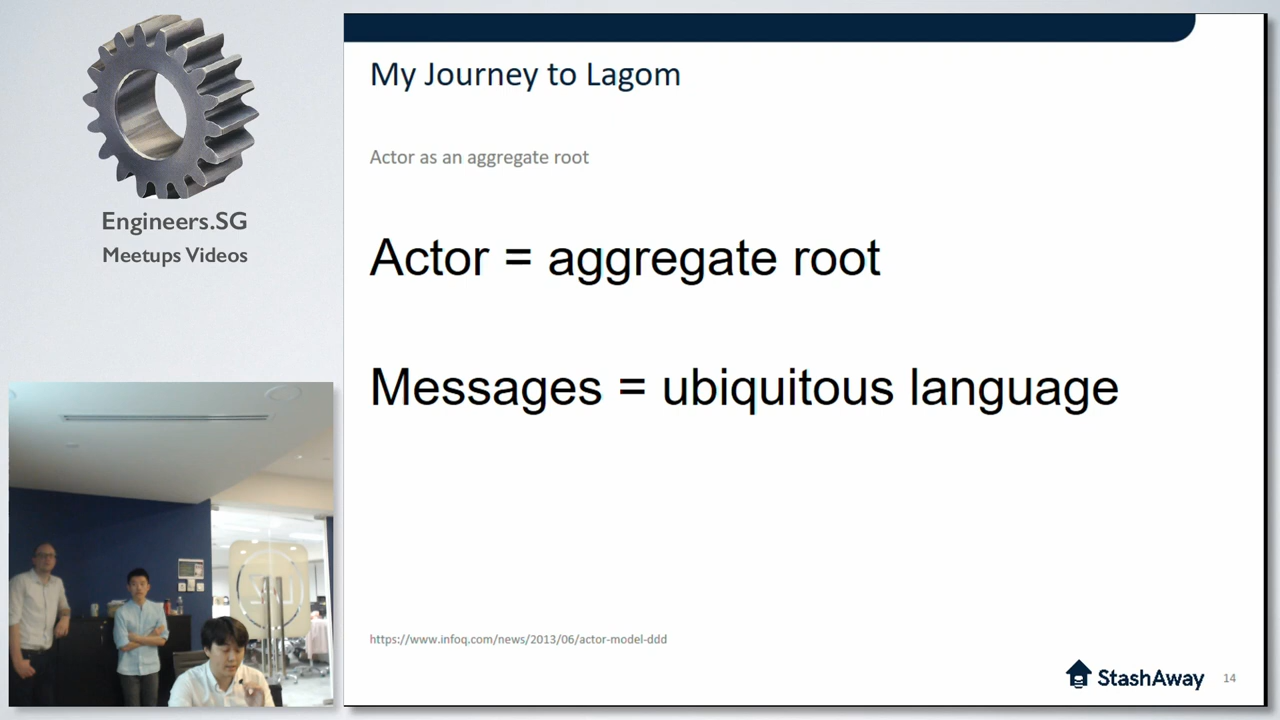 Engineers.SG
Meetups Videos
My Journey to Lagom
Actor as an aggregate root
Actor = aggregate root
Messages = ubiquitous language
https://www.infoq.com/news/2013/06/actor-model-ddd
StashAway
14